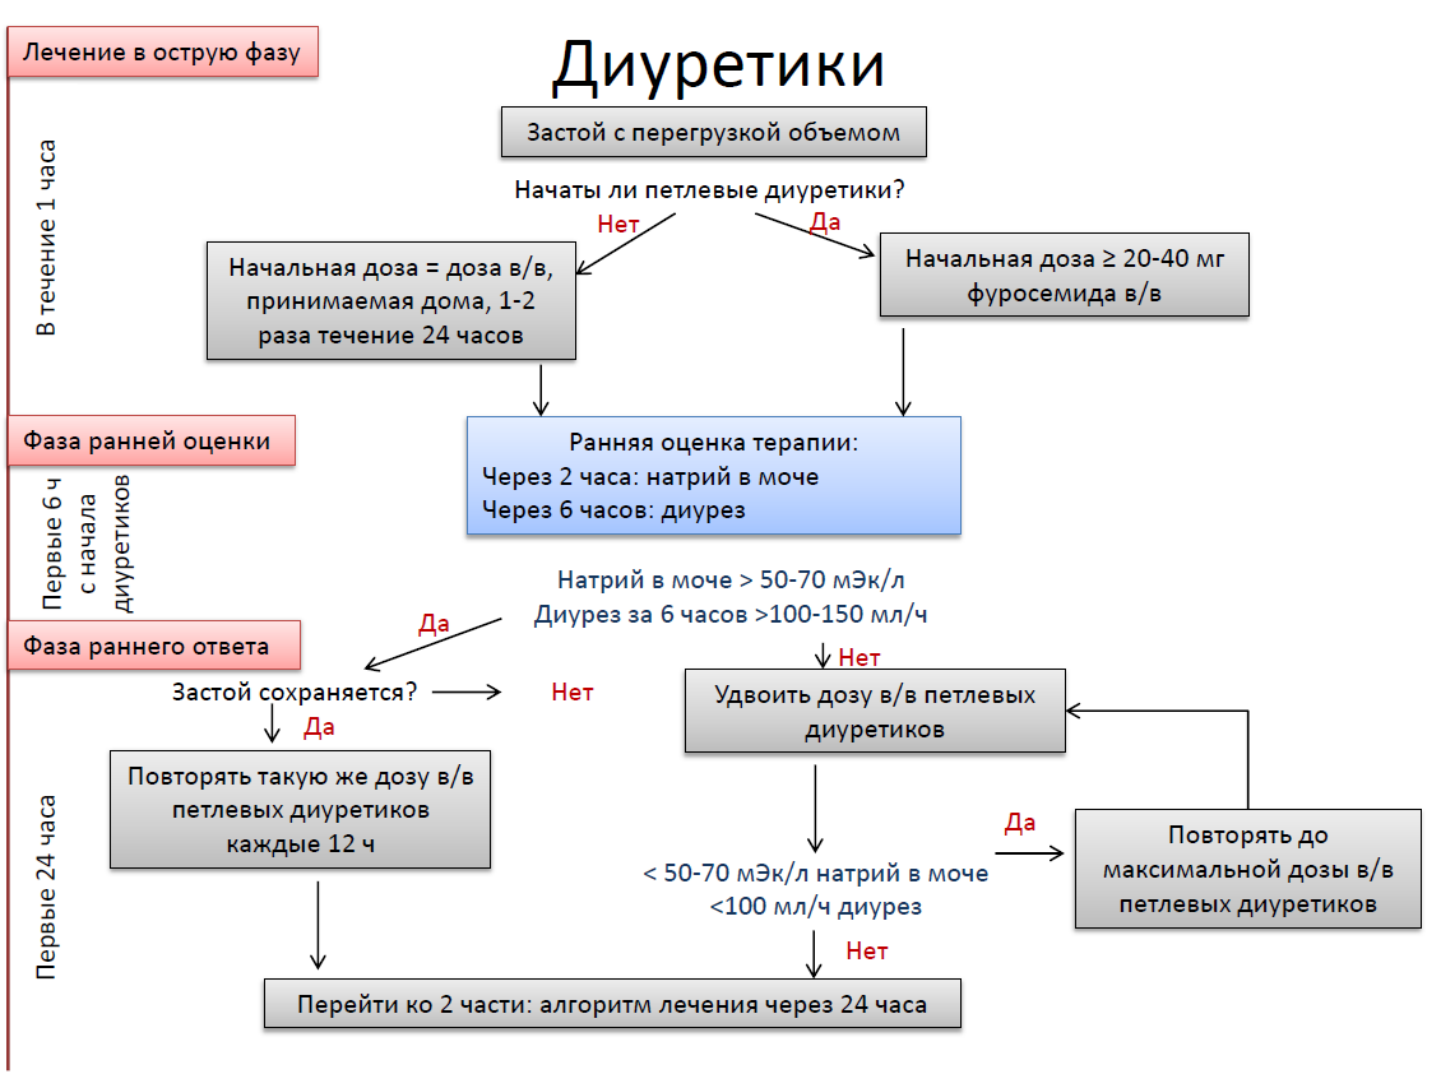 Лечение в острую фазу
Диуретики
Застой с перегрузкой объемом
В течение 1 часа
Начаты ли петлевые диуретики?
Нет
Да
Начальная доза = доза в/в,
принимаемая дома, 1-2
раза течение 24 часов
Начальная доза ≥ 20-40 мг
фуросемида в/в
Фаза ранней оценки
Ранняя оценка терапии:
Через 2 часа: натрий в моче
Через 6 часов: диурез
Первые 6 ч
с начала
диуретиков
Натрий в моче > 50-70 мЭк/л
Диурез за 6 часов >100-150 мл/ч
Да
Нет
Фаза раннего ответа
Застой сохраняется?
Нет
Да
Удвоить дозу в/в петлевых
диуретиков
Повторять такую же дозу в/в
петлевых диуретиков
каждые 12 ч
Первые 24 часа
< 50-70 мЭк/л натрий в моче
<100 мл/ч диурез
Да
Повторять до
максимальной дозы в/в
петлевых диуретиков
Нет
Перейти ко 2 части: алгоритм лечения через 24 часа